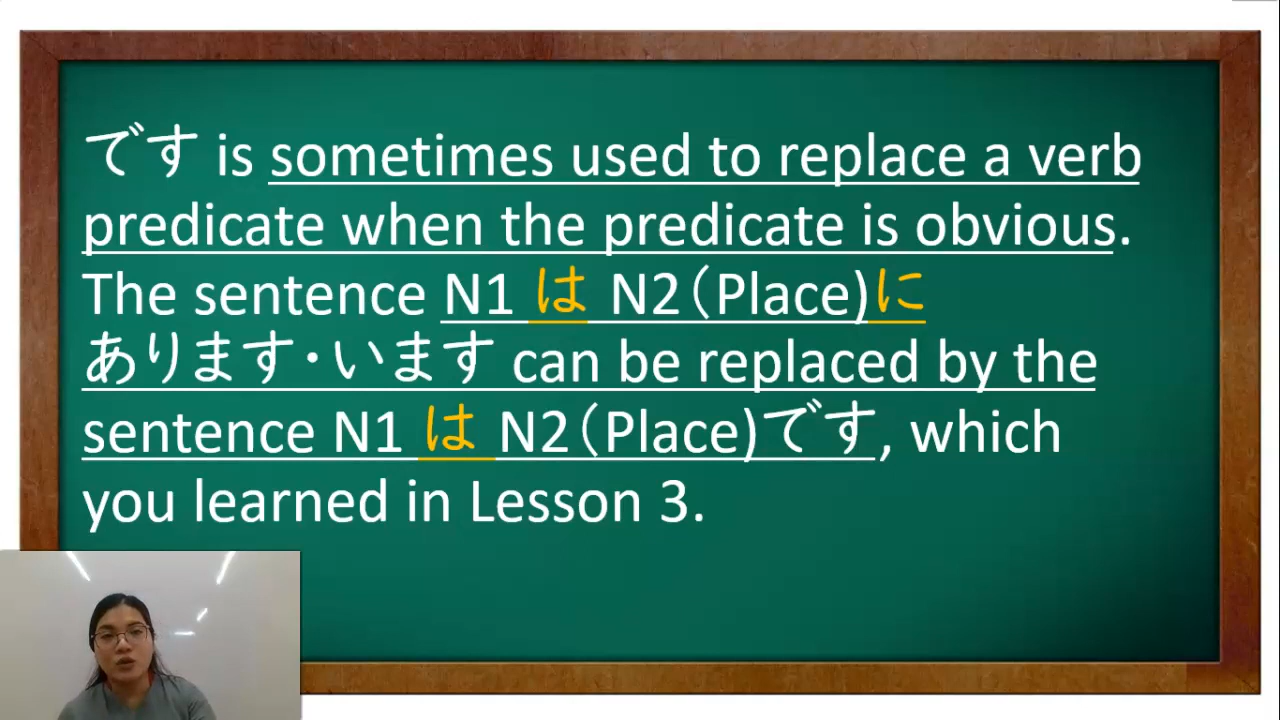 です is sometimes used to replace a verb
predicate when the predicate is obvious.
The sentence N1 は N2（Place)に
あります・います can be replaced by the
sentence N1 は N2（Place)です, which
you learned in Lesson 3.